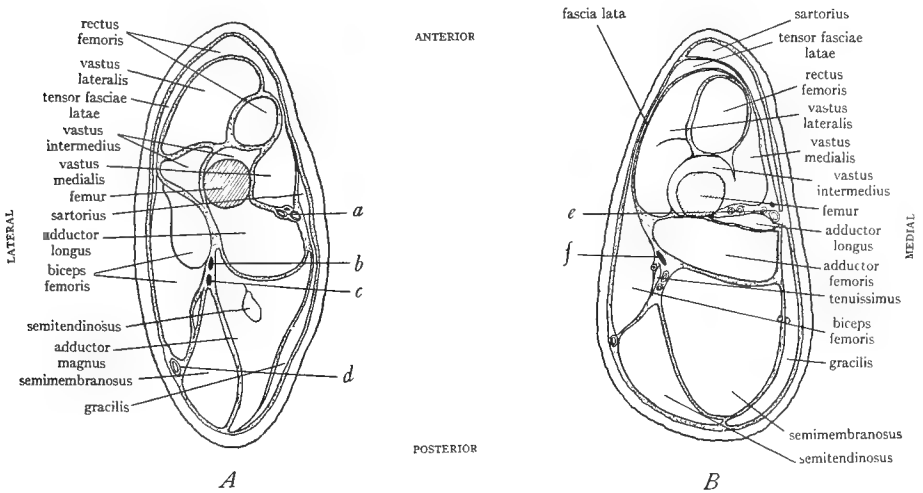 rectus
femoris
vastus
lateralis
tensor fasciae
latae
vastus
intermedius
vastus
medialis
femur
sartorius
adductor
longus
biceps
femoris
semitendinosus
adductor
magnus
semimembranosus
gracilis
LATERAL
a
b
c
d
A
ANTERIOR
POSTERIOR
fascia lata
e
f
sartorius
tensor fasciae
latae
rectus
femoris
vastus
lateralis
vastus
medialis
vastus
intermedius
femur
adductor
longus
adductor
femoris
tenuissimus
biceps
femoris
gracilis
semimembranosus
semitendinosus
MEDIAL
B